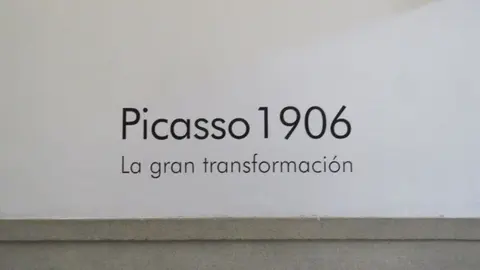 Picasso 1906
La gran transformación